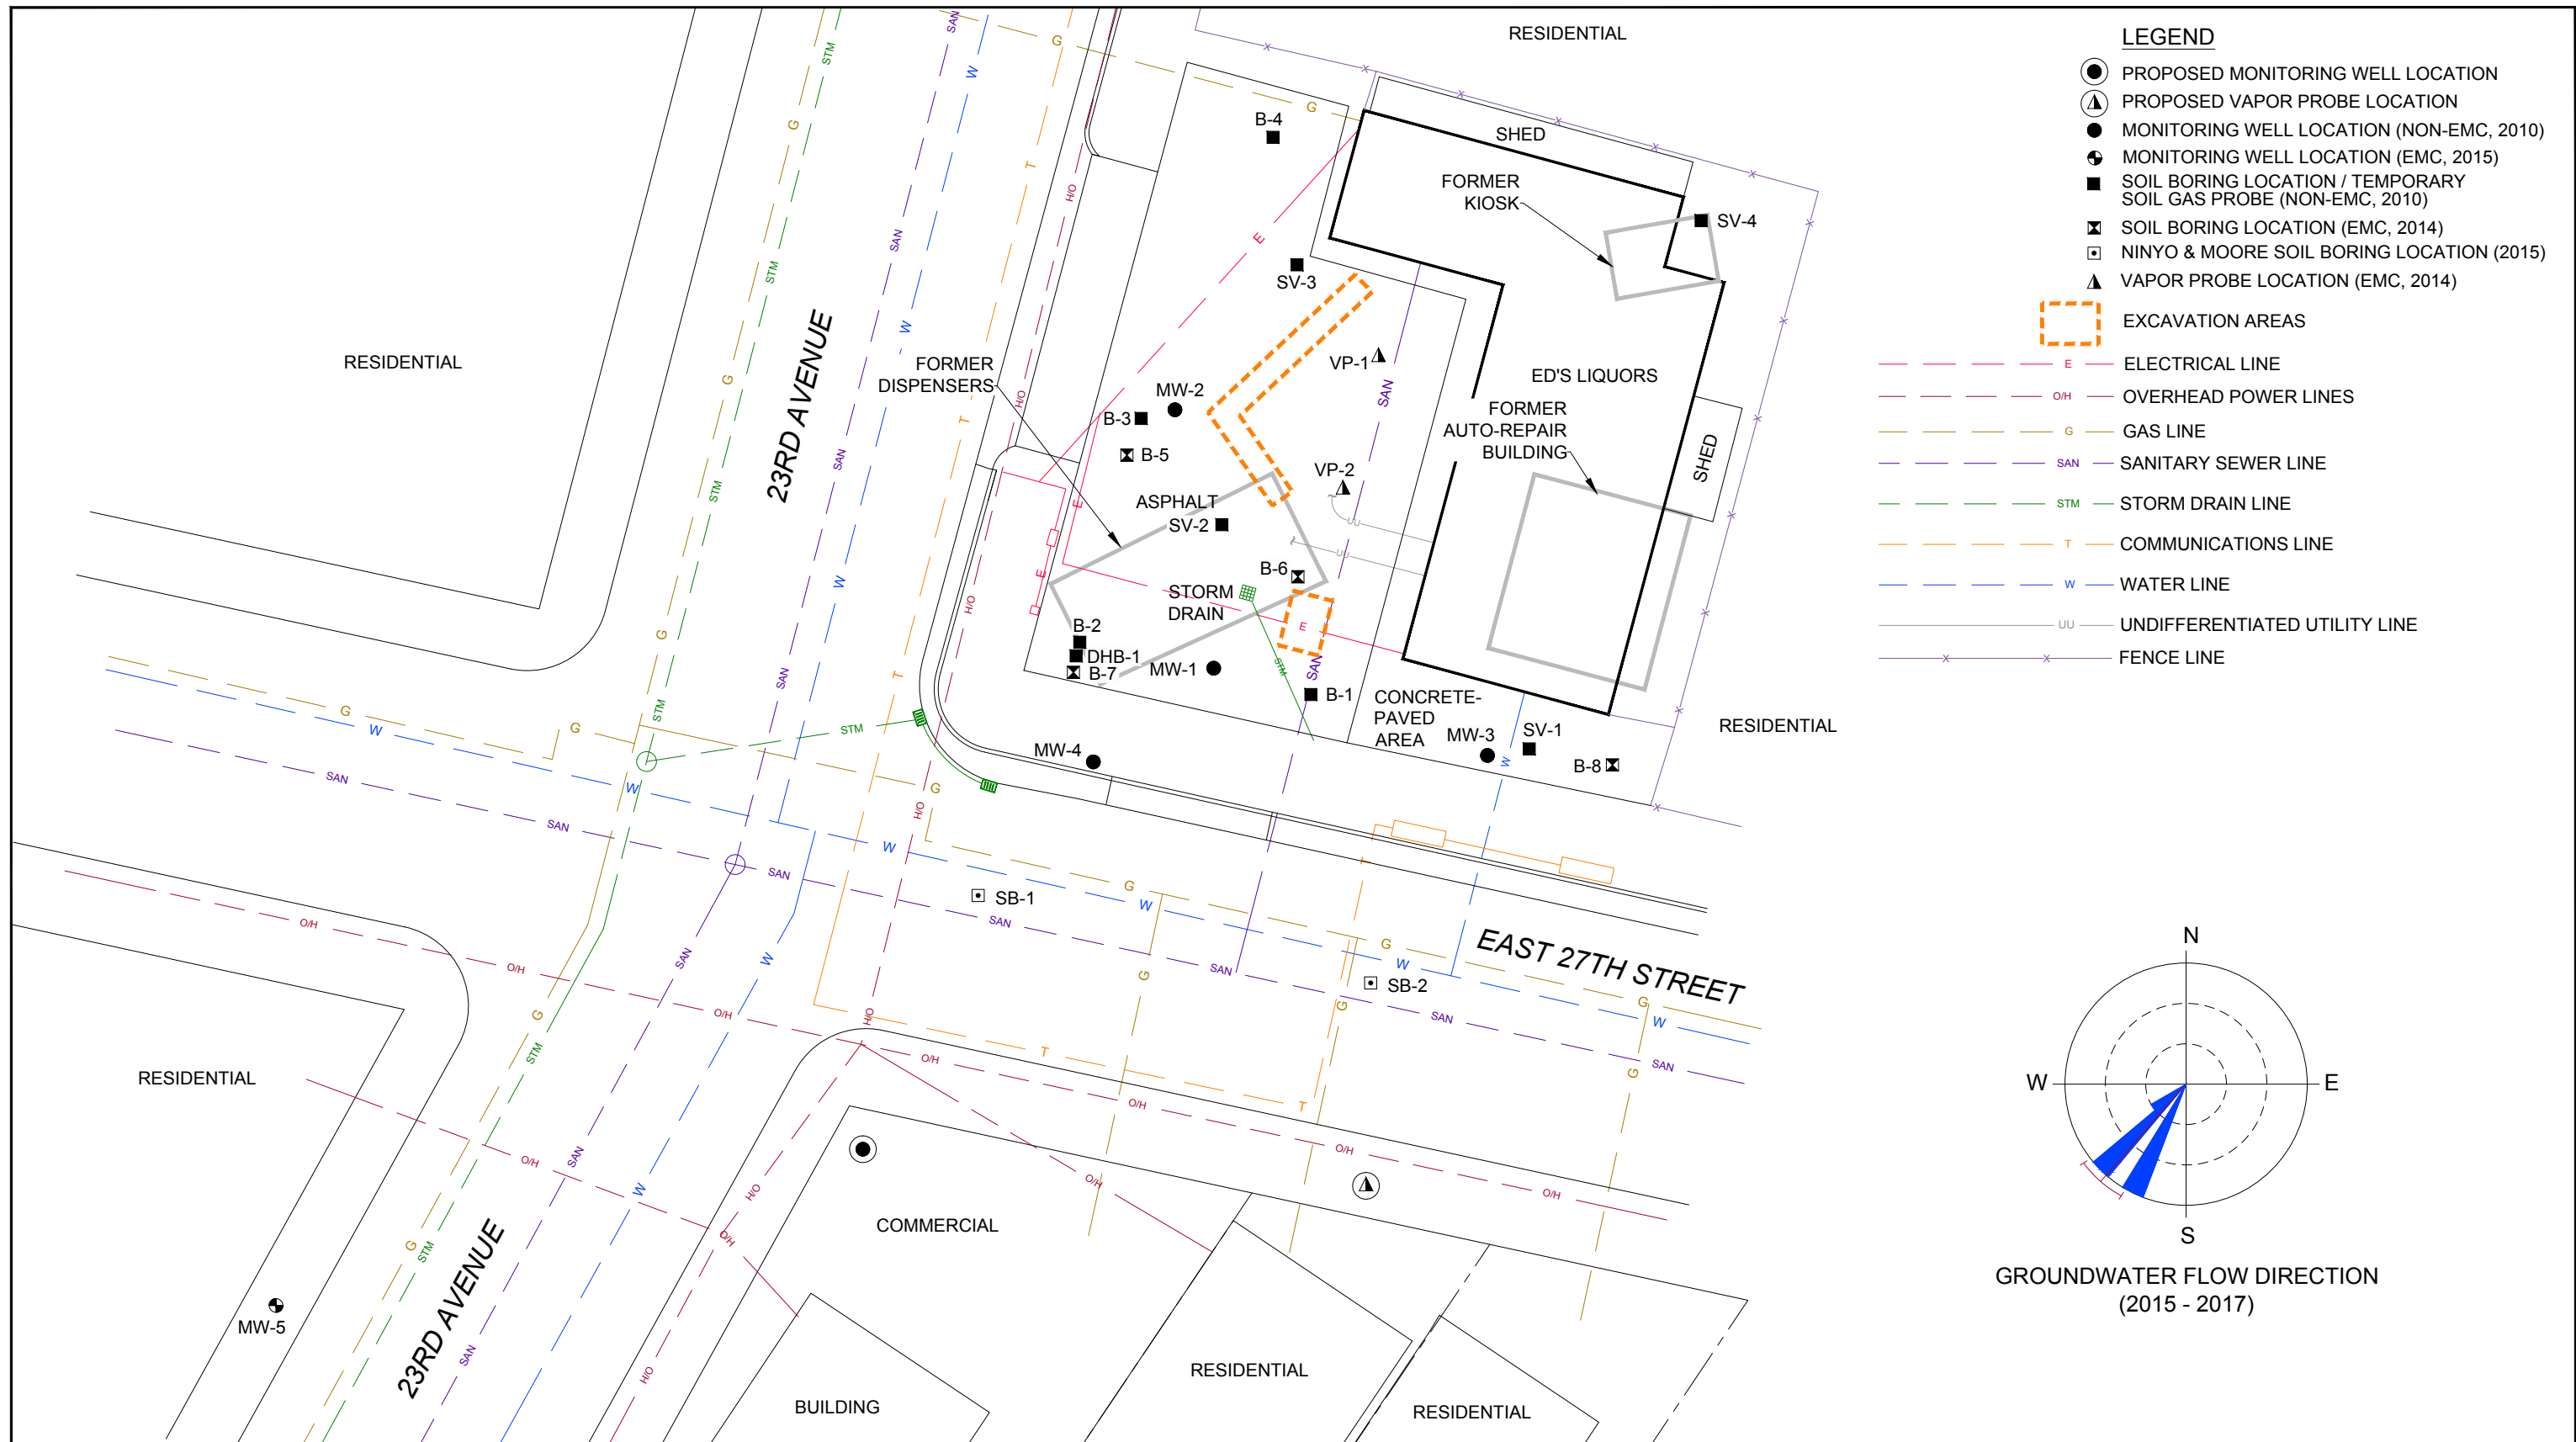 RESIDENTIAL
LEGEND
PROPOSED MONITORING WELL LOCATION
PROPOSED VAPOR PROBE LOCATION
MONITORING WELL LOCATION (NON-EMC, 2010)
MONITORING WELL LOCATION (EMC, 2015)
SOIL BORING LOCATION / TEMPORARY
SOIL GAS PROBE (NON-EMC, 2010)
SOIL BORING LOCATION (EMC, 2014)
NINYO & MOORE SOIL BORING LOCATION (2015)
VAPOR PROBE LOCATION (EMC, 2014)
EXCAVATION AREAS
E ELECTRICAL LINE
O/H OVERHEAD POWER LINES
G GAS LINE
SAN SANITARY SEWER LINE
STM STORM DRAIN LINE
T COMMUNICATIONS LINE
W WATER LINE
UU UNDIFFERENTIATED UTILITY LINE
X X FENCE LINE
B-4
SHED
FORMER
KIOSK
SV-4
SV-3
RESIDENTIAL
23RD AVENUE
FORMER
DISPENSERS
VP-1
ED'S LIQUORS
MW-2
B-3
B-5
FORMER
AUTO-REPAIR
BUILDING
SHED
VP-2
ASPHALT
SV-2
B-6
STORM
DRAIN
B-2
DHB-1
B-7
MW-1
B-1
CONCRETE-
PAVED
AREA
MW-3
SV-1
B-8
RESIDENTIAL
MW-4
SB-1
EAST 27TH STREET
SB-2
RESIDENTIAL
COMMERCIAL
23RD AVENUE
MW-5
BUILDING
RESIDENTIAL
RESIDENTIAL
N
W
E
S
GROUNDWATER FLOW DIRECTION
(2015 - 2017)